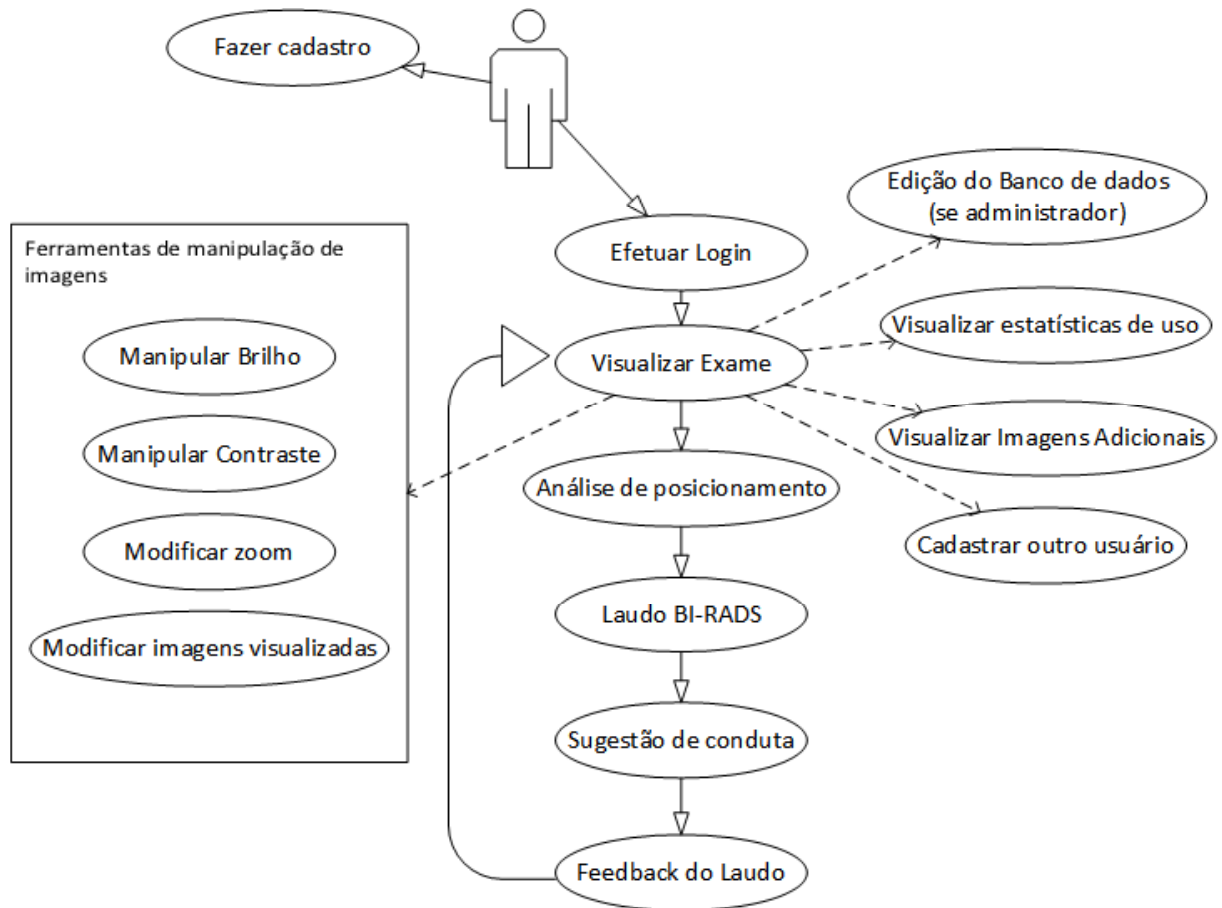 Fazer cadastro
Edição do Banco de dados
(se administrador)
Efetuar Login
Ferramentas de manipulação de
imagens
Visualizar estatísticas de uso
Manipular Brilho
Visualizar Exame
Visualizar Imagens Adicionais
Manipular Contraste
Análise de posicionamento
Modificar zoom
Cadastrar outro usuário
Laudo BI-RADS
Modificar imagens visualizadas
Sugestão de conduta
Feedback do Laudo